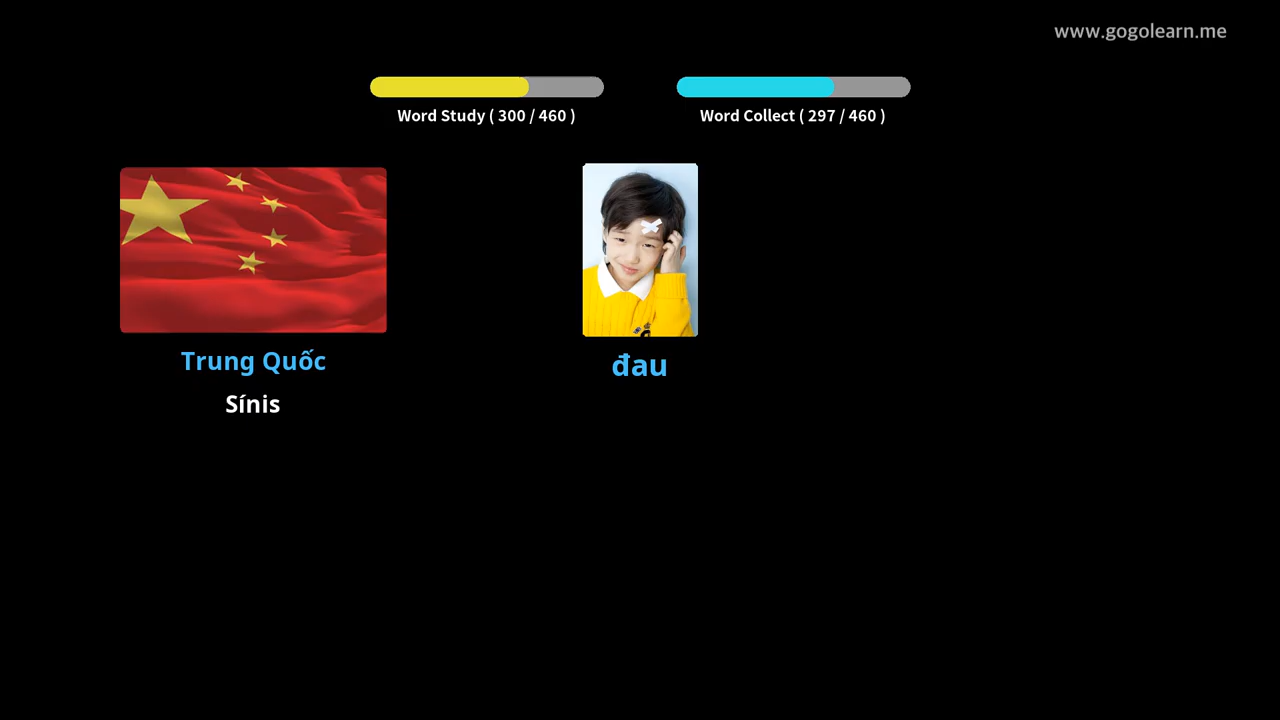 www.gogolearn.me
Word Study ( 300 / 460 )
Word Collect ( 297 / 460 )
Trung Quốc
Sínis
đau